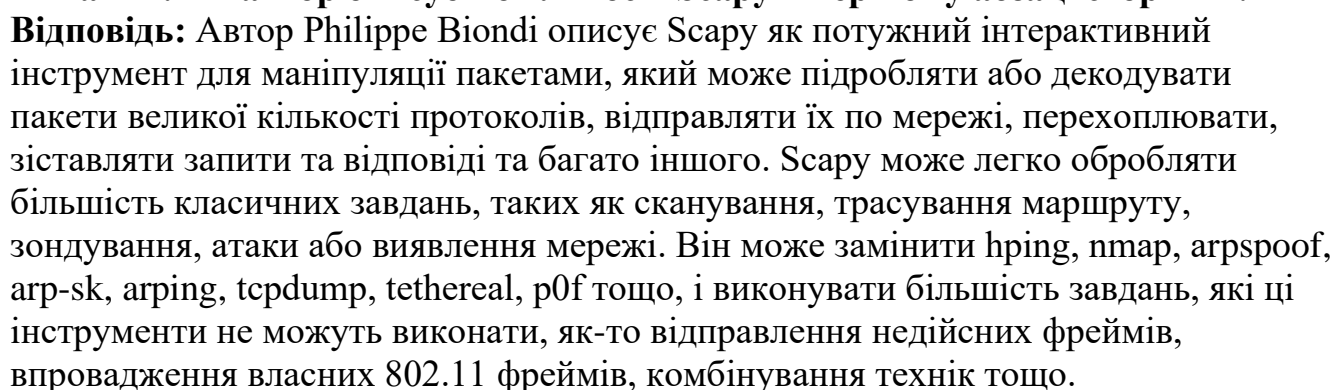 Відповідь: Автор Philippe Biondi описує Scapy як потужний інтерактивний
інструмент для маніпуляції пакетами, який може підробляти або декодувати
пакети великої кількості протоколів, відправляти їх по мережі, перехоплювати,
зіставляти запити та відповіді та багато іншого. Scapy може легко обробляти
більшість класичних завдань, таких як сканування, трасування маршруту,
зондування, атаки або виявлення мережі. Він може замінити hping, nmap, arpspoof,
arp-sk, arping, tcpdump, tethereal, p0f тощо, і виконувати більшість завдань, які ці
інструменти не можуть виконати, як-то відправлення недійсних фреймів,
впровадження власних 802.11 фреймів, комбінування технік тощо.